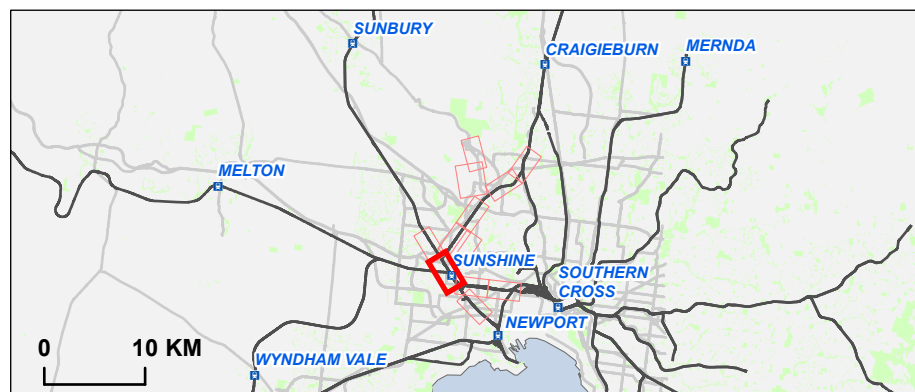 SUNBURY
CRAIGIEBURN
MERNDA
MELTON
SUNSHINE
SOUTHERN
CROSS
NEWPORT
0 10 KM
WYNDHAM VALE